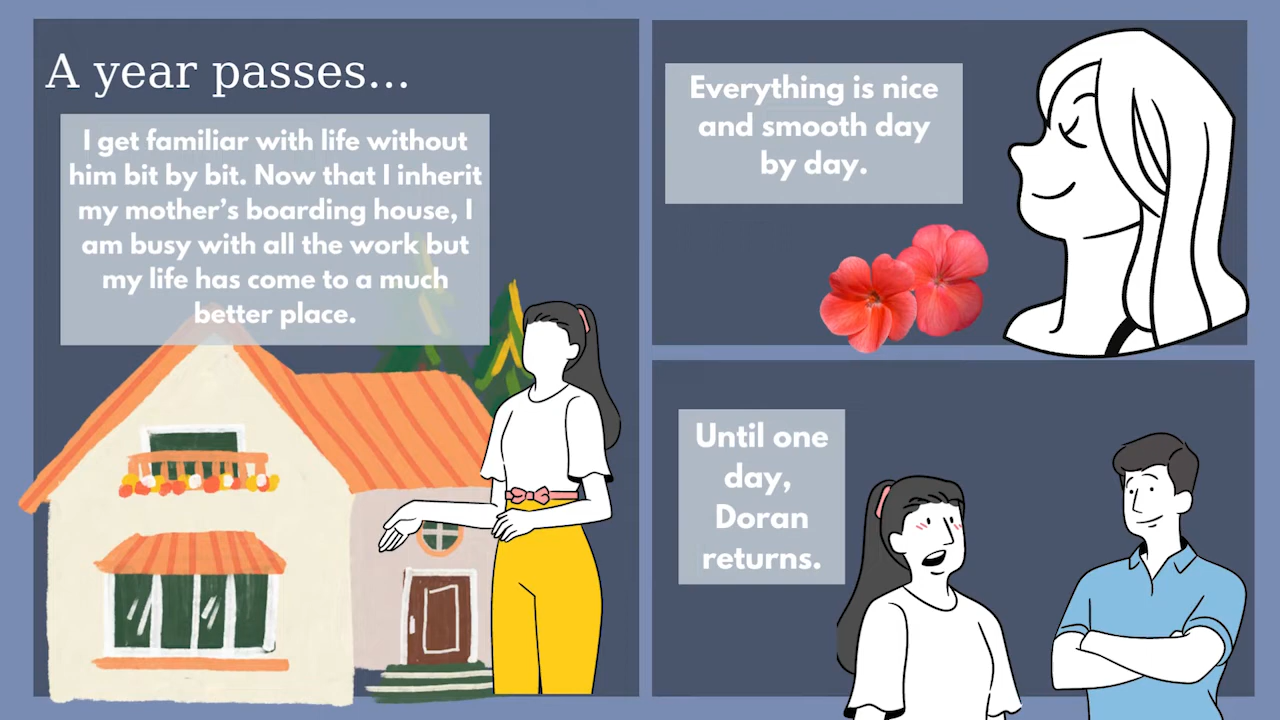 A year passes...
I get familiar with life without
him bit by bit. Now that I inherit
my mother’s boarding house, I
am busy with all the work but
my life has come to a much
better place.
Everything is nice
and smooth day
by day.
Until one
day,
Doran
returns.